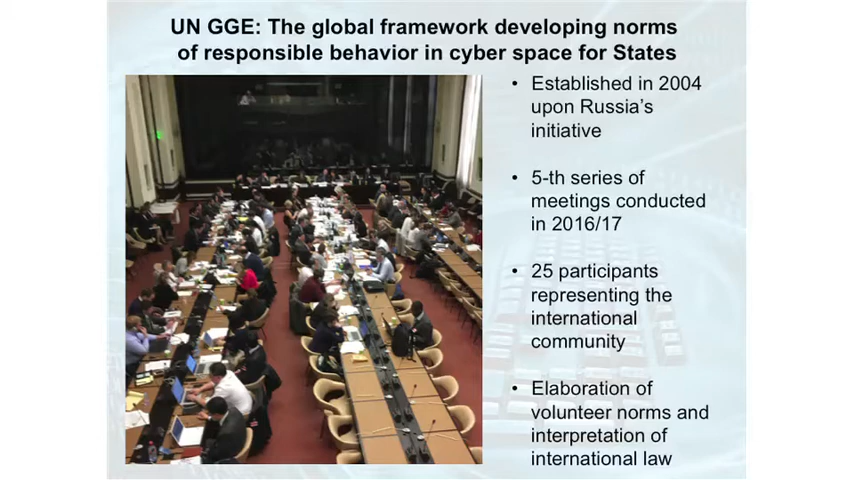 UN GGE: The global framework developing norms
of responsible behavior in cyber space for States
• Established in 2004
upon Russia's
initiative
• 5-th series of
meetings conducted
in 2016/17
• 25 participants
representing the
international
community
• Elaboration of
volunteer norms and
interpretation of
international law